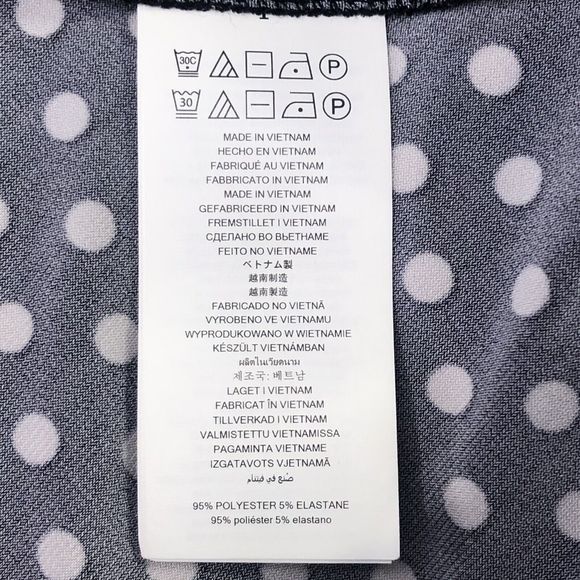 30C P
30 P
MADE IN VIETNAM
HECHO EN VIETNAM
FABRIQUÉ AU VIETNAM
FABBRICATO IN VIETNAM
MADE IN VIETNAM
GEFABRICEERD IN VIETNAM
FREMSTILLET I VIETNAM
СДЕЛАНО ВО ВЬЕТНАМЕ
FEITO NO VIETNAME
ベトナム製
越南制造
越南製造
FABRICADO NO VIETNÃ
VYROBENO VE VIETNAMU
WYPRODUKOWANO W WIETNAMIE
KÉSZÜLT VIETNÁMBAN
ผลิตในเวียดนาม
제조국: 베트남
LAGET I VIETNAM
FABRICAT ÎN VIETNAM
TILLVERKAD I VIETNAM
VALMISTETTU VIETNAMISSA
PAGAMINTA VIETNAME
IZGATAVOTS VJETNAMĀ
صُنع في فيتنام
95% POLYESTER 5% ELASTANE
95% poliéster 5% elastano